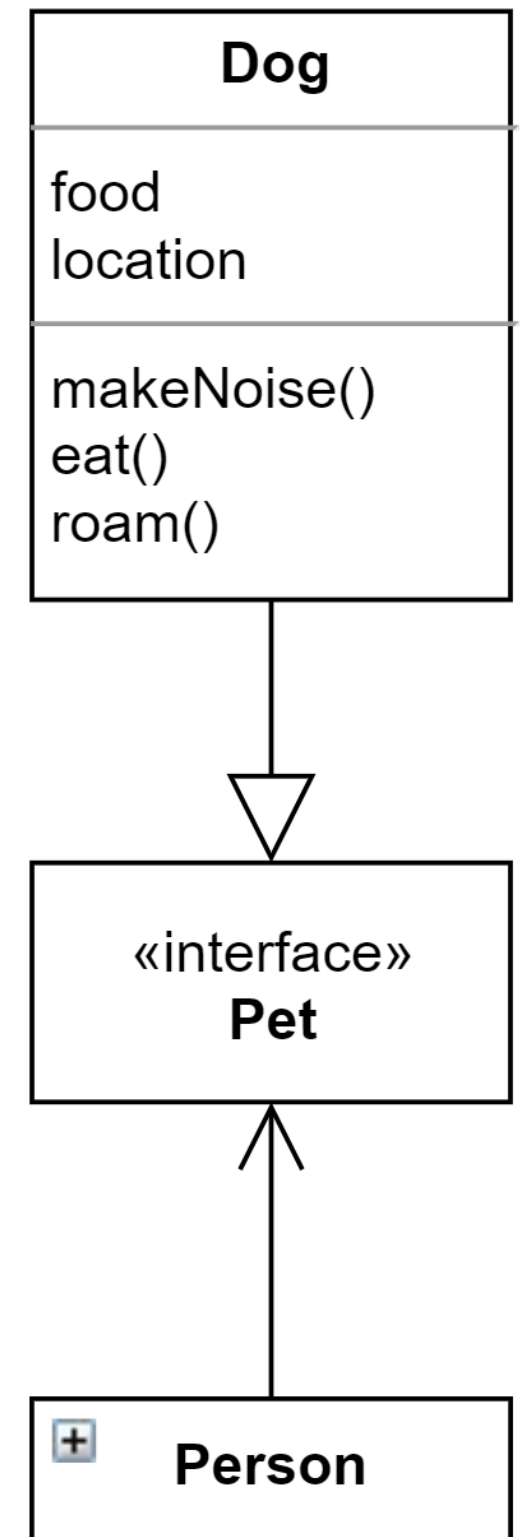 Dog
food
location
makeNoise()
eat()
roam()
«interface»
Pet
Person